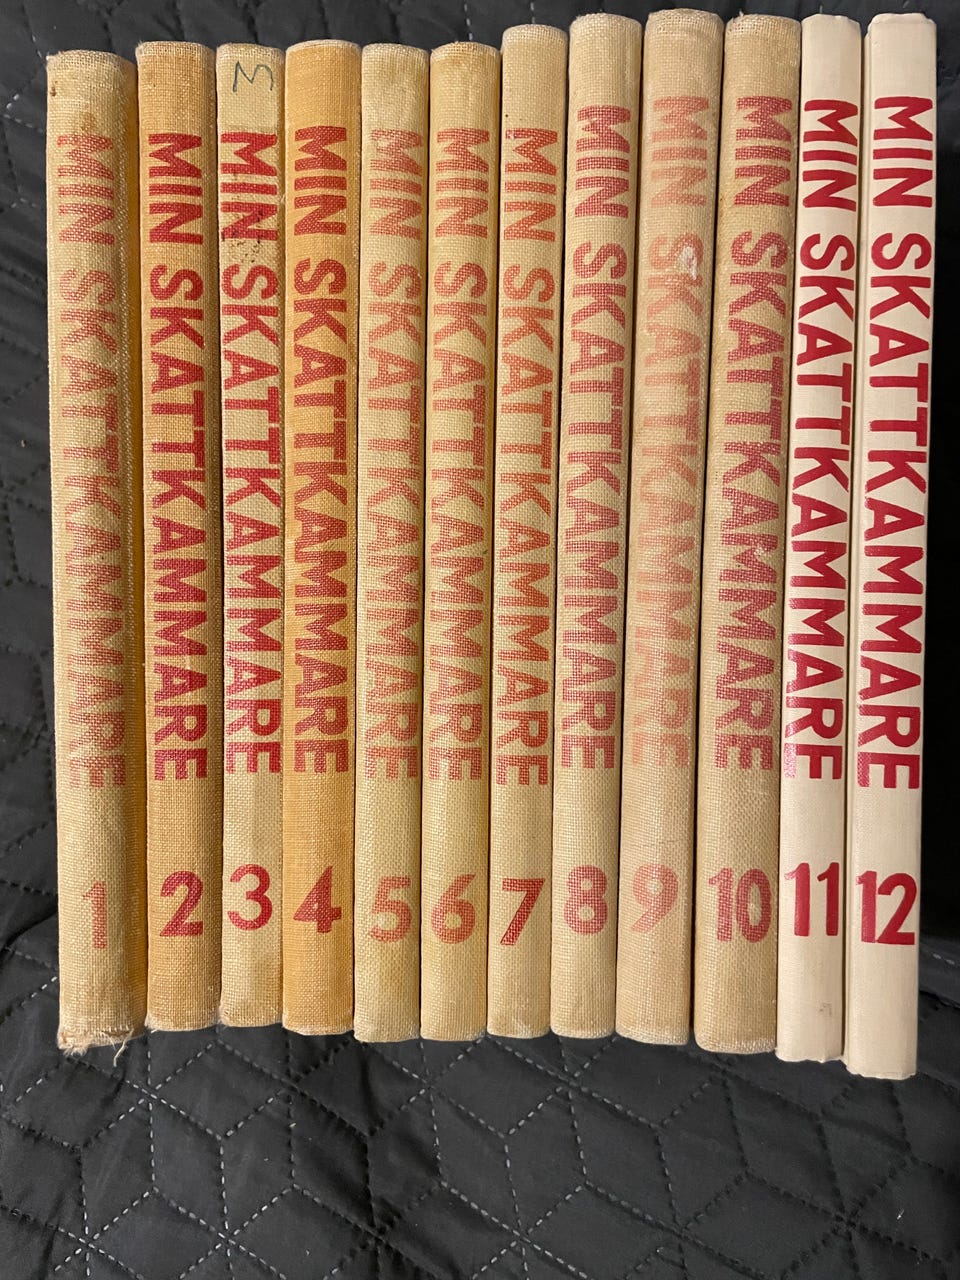 MIN SKATTKAMMARE 1
MIN SKATTKAMMARE 2
3
MIN SKATTKAMMARE 3
MIN SKATTKAMMARE 4
MIN SKATTKAMMARE 5
MIN SKATTKAMMARE 6
MIN SKATTKAMMARE 7
MIN SKATTKAMMARE 8
MIN SKATTKAMMARE 9
MIN SKATTKAMMARE 10
MIN SKATTKAMMARE 11
MIN SKATTKAMMARE 12